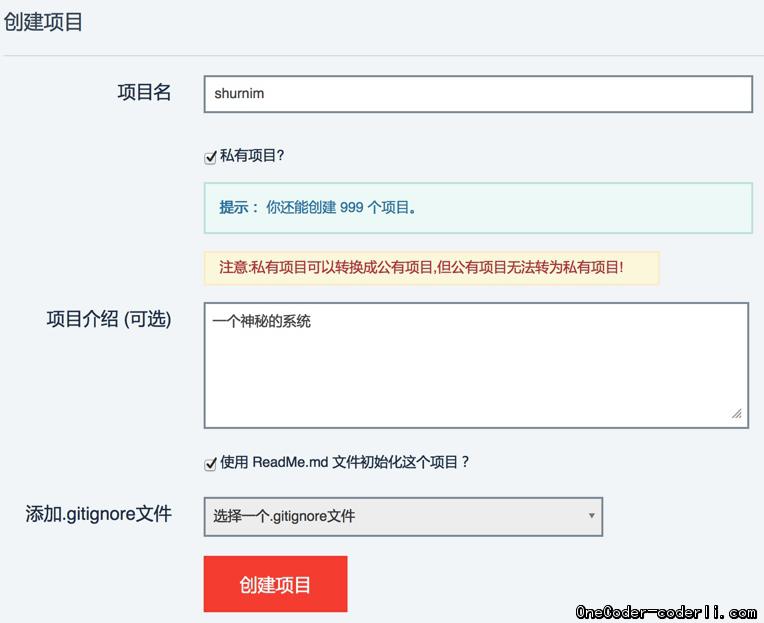 创建项目
项目名
shurnim
私有项目?
提示： 你还能创建 999 个项目。
注意:私有项目可以转换成公有项目,但公有项目无法转为私有项目!
项目介绍 (可选)
一个神秘的系统
使用 ReadMe.md 文件初始化这个项目？
添加.gitignore文件
选择一个.gitignore文件
创建项目
OneCoder-coderli.com